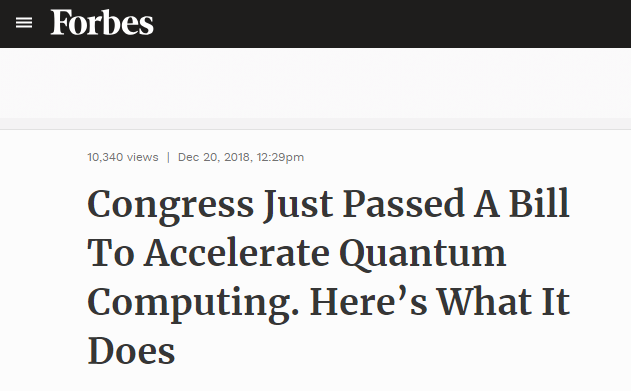 Forbes
10,340 views | Dec 20, 2018, 12:29pm
Congress Just Passed A Bill
To Accelerate Quantum
Computing. Here’s What It
Does